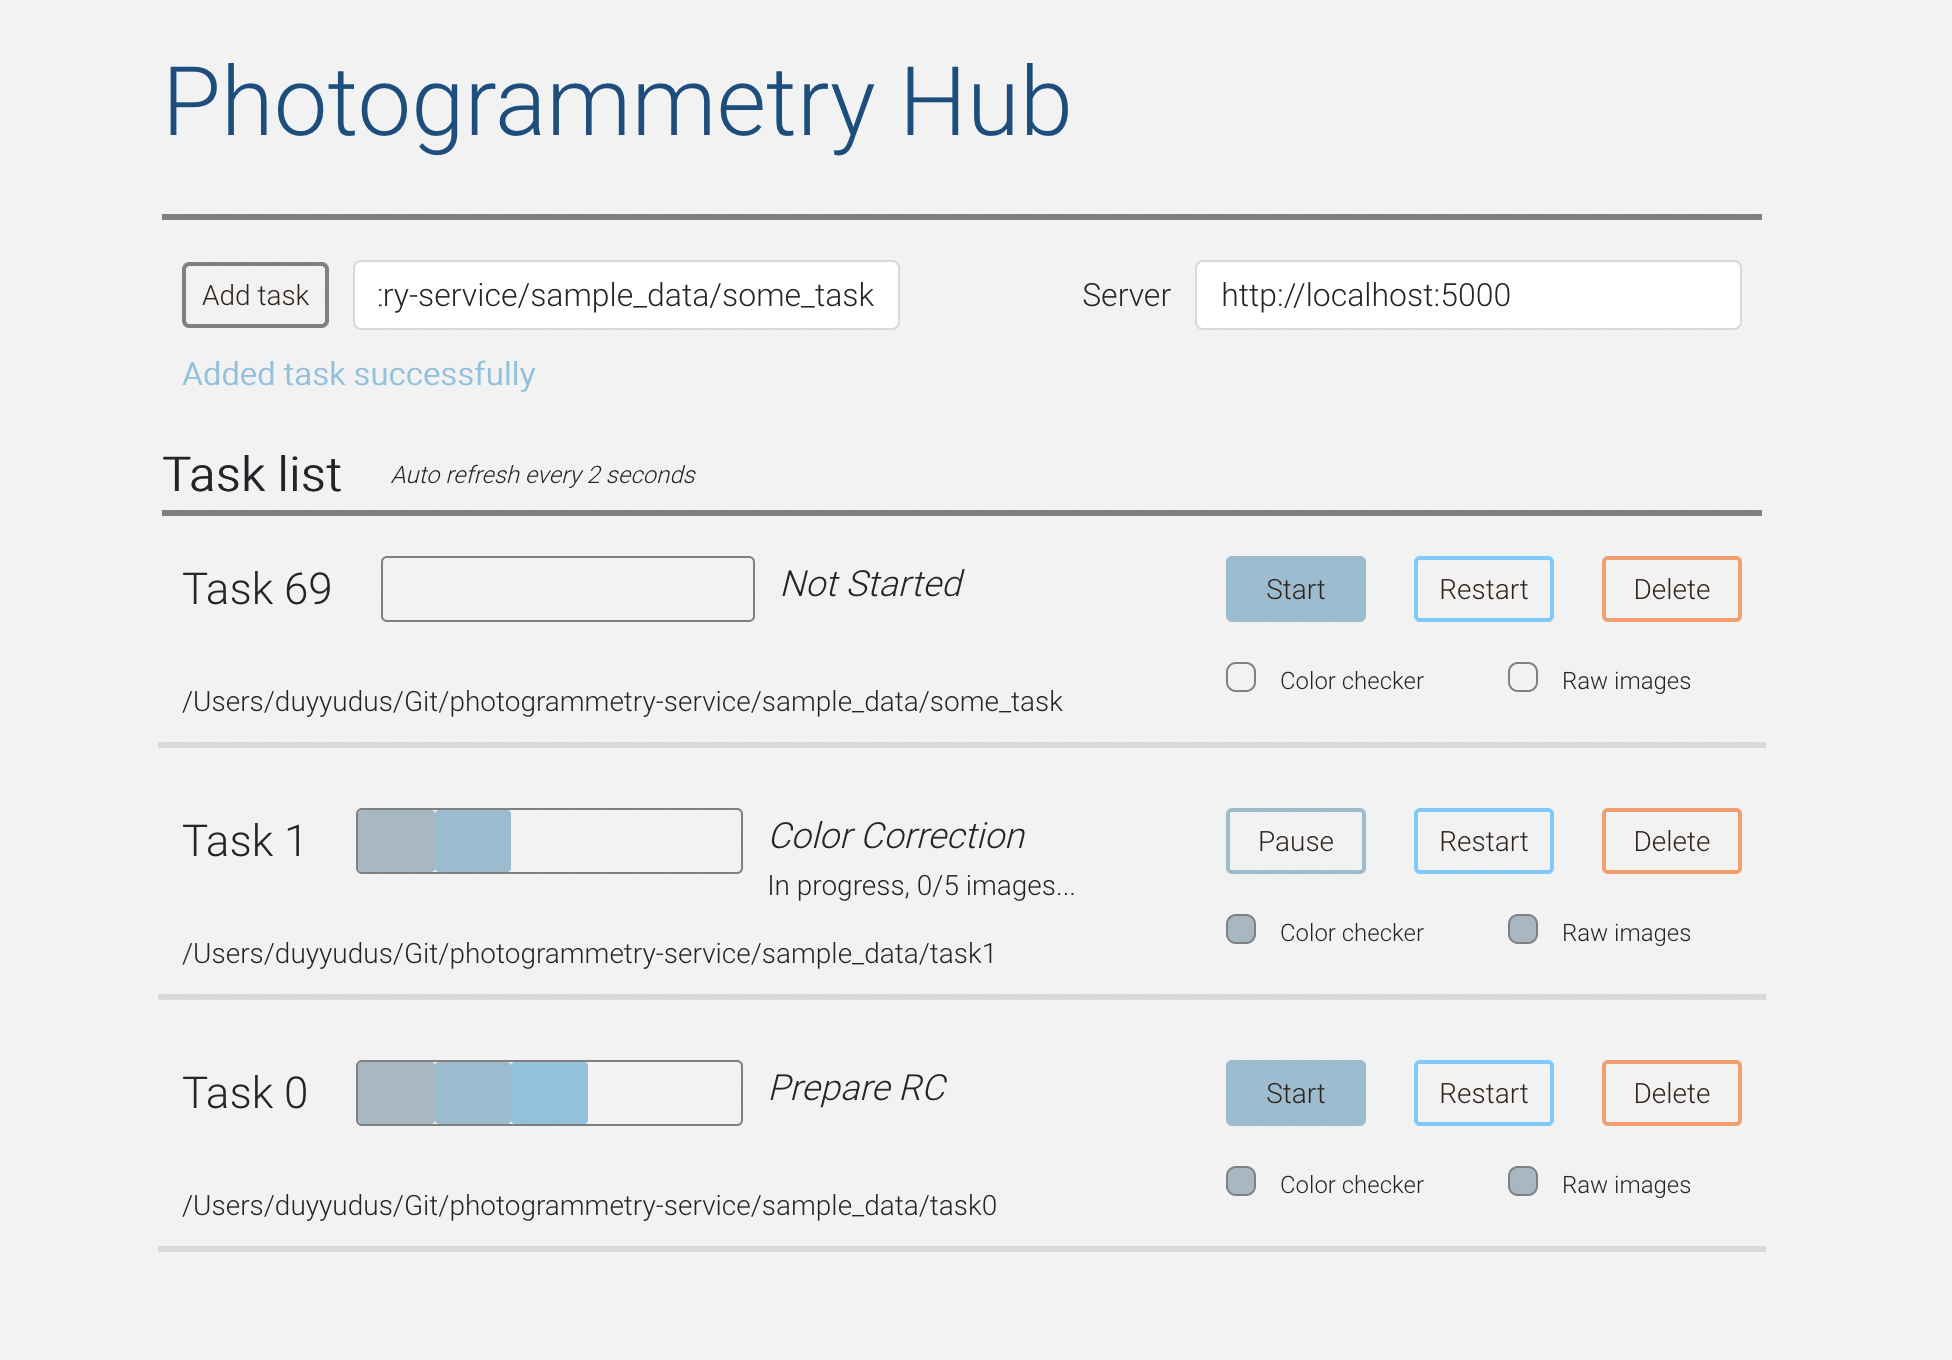 Photogrammetry Hub
Add task
:ry-service/sample_data/some_task
Server
http://localhost:5000
Added task successfully
Task list
Auto refresh every 2 seconds
Task 69
Not Started
Start
Restart
Delete
Color checker
Raw images
/Users/duyyudus/Git/photogrammetry-service/sample_data/some_task
Task 1
Color Correction
In progress, 0/5 images...
Pause
Restart
Delete
Color checker
Raw images
/Users/duyyudus/Git/photogrammetry-service/sample_data/task1
Task 0
Prepare RC
Start
Restart
Delete
Color checker
Raw images
/Users/duyyudus/Git/photogrammetry-service/sample_data/task0